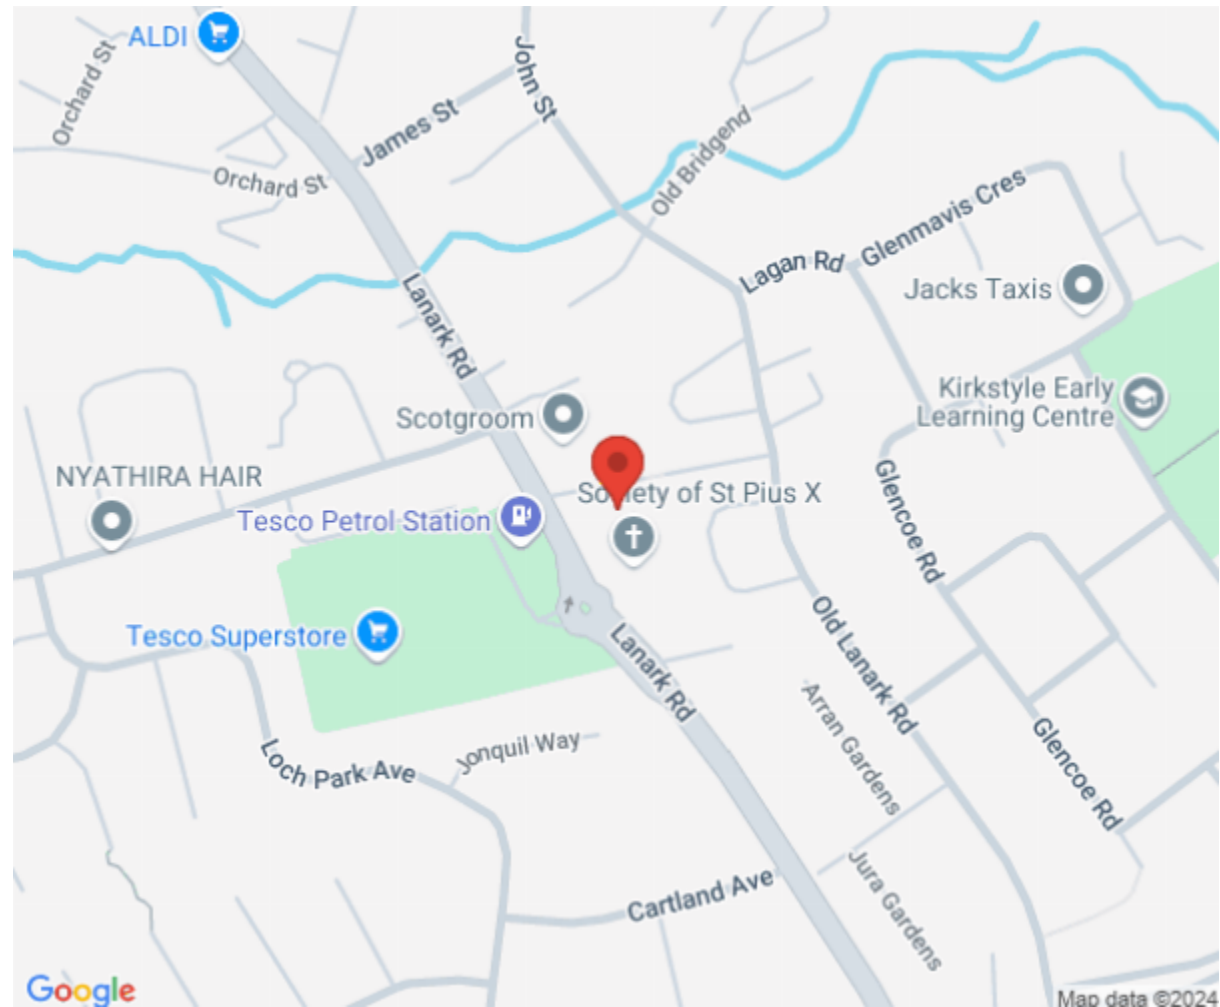 ALDI
Orchard St
James St
John St
Orchard St
Old Bridgend
Glenmavis Cres
Lagan Rd
Jacks Taxis
Lanark Rd
Kirkstyle Early
Learning Centre
Scotgroom
NYATHIRA HAIR
Society of St Pius X
Tesco Petrol Station
Glencoe Rd
Tesco Superstore
Lanark Rd
Old Lanark Rd
Arran Gardens
Jonquil Way
Loch Park Ave
Glencoe Rd
Cartland Ave
Jura Gardens
Google
Map data ©2024